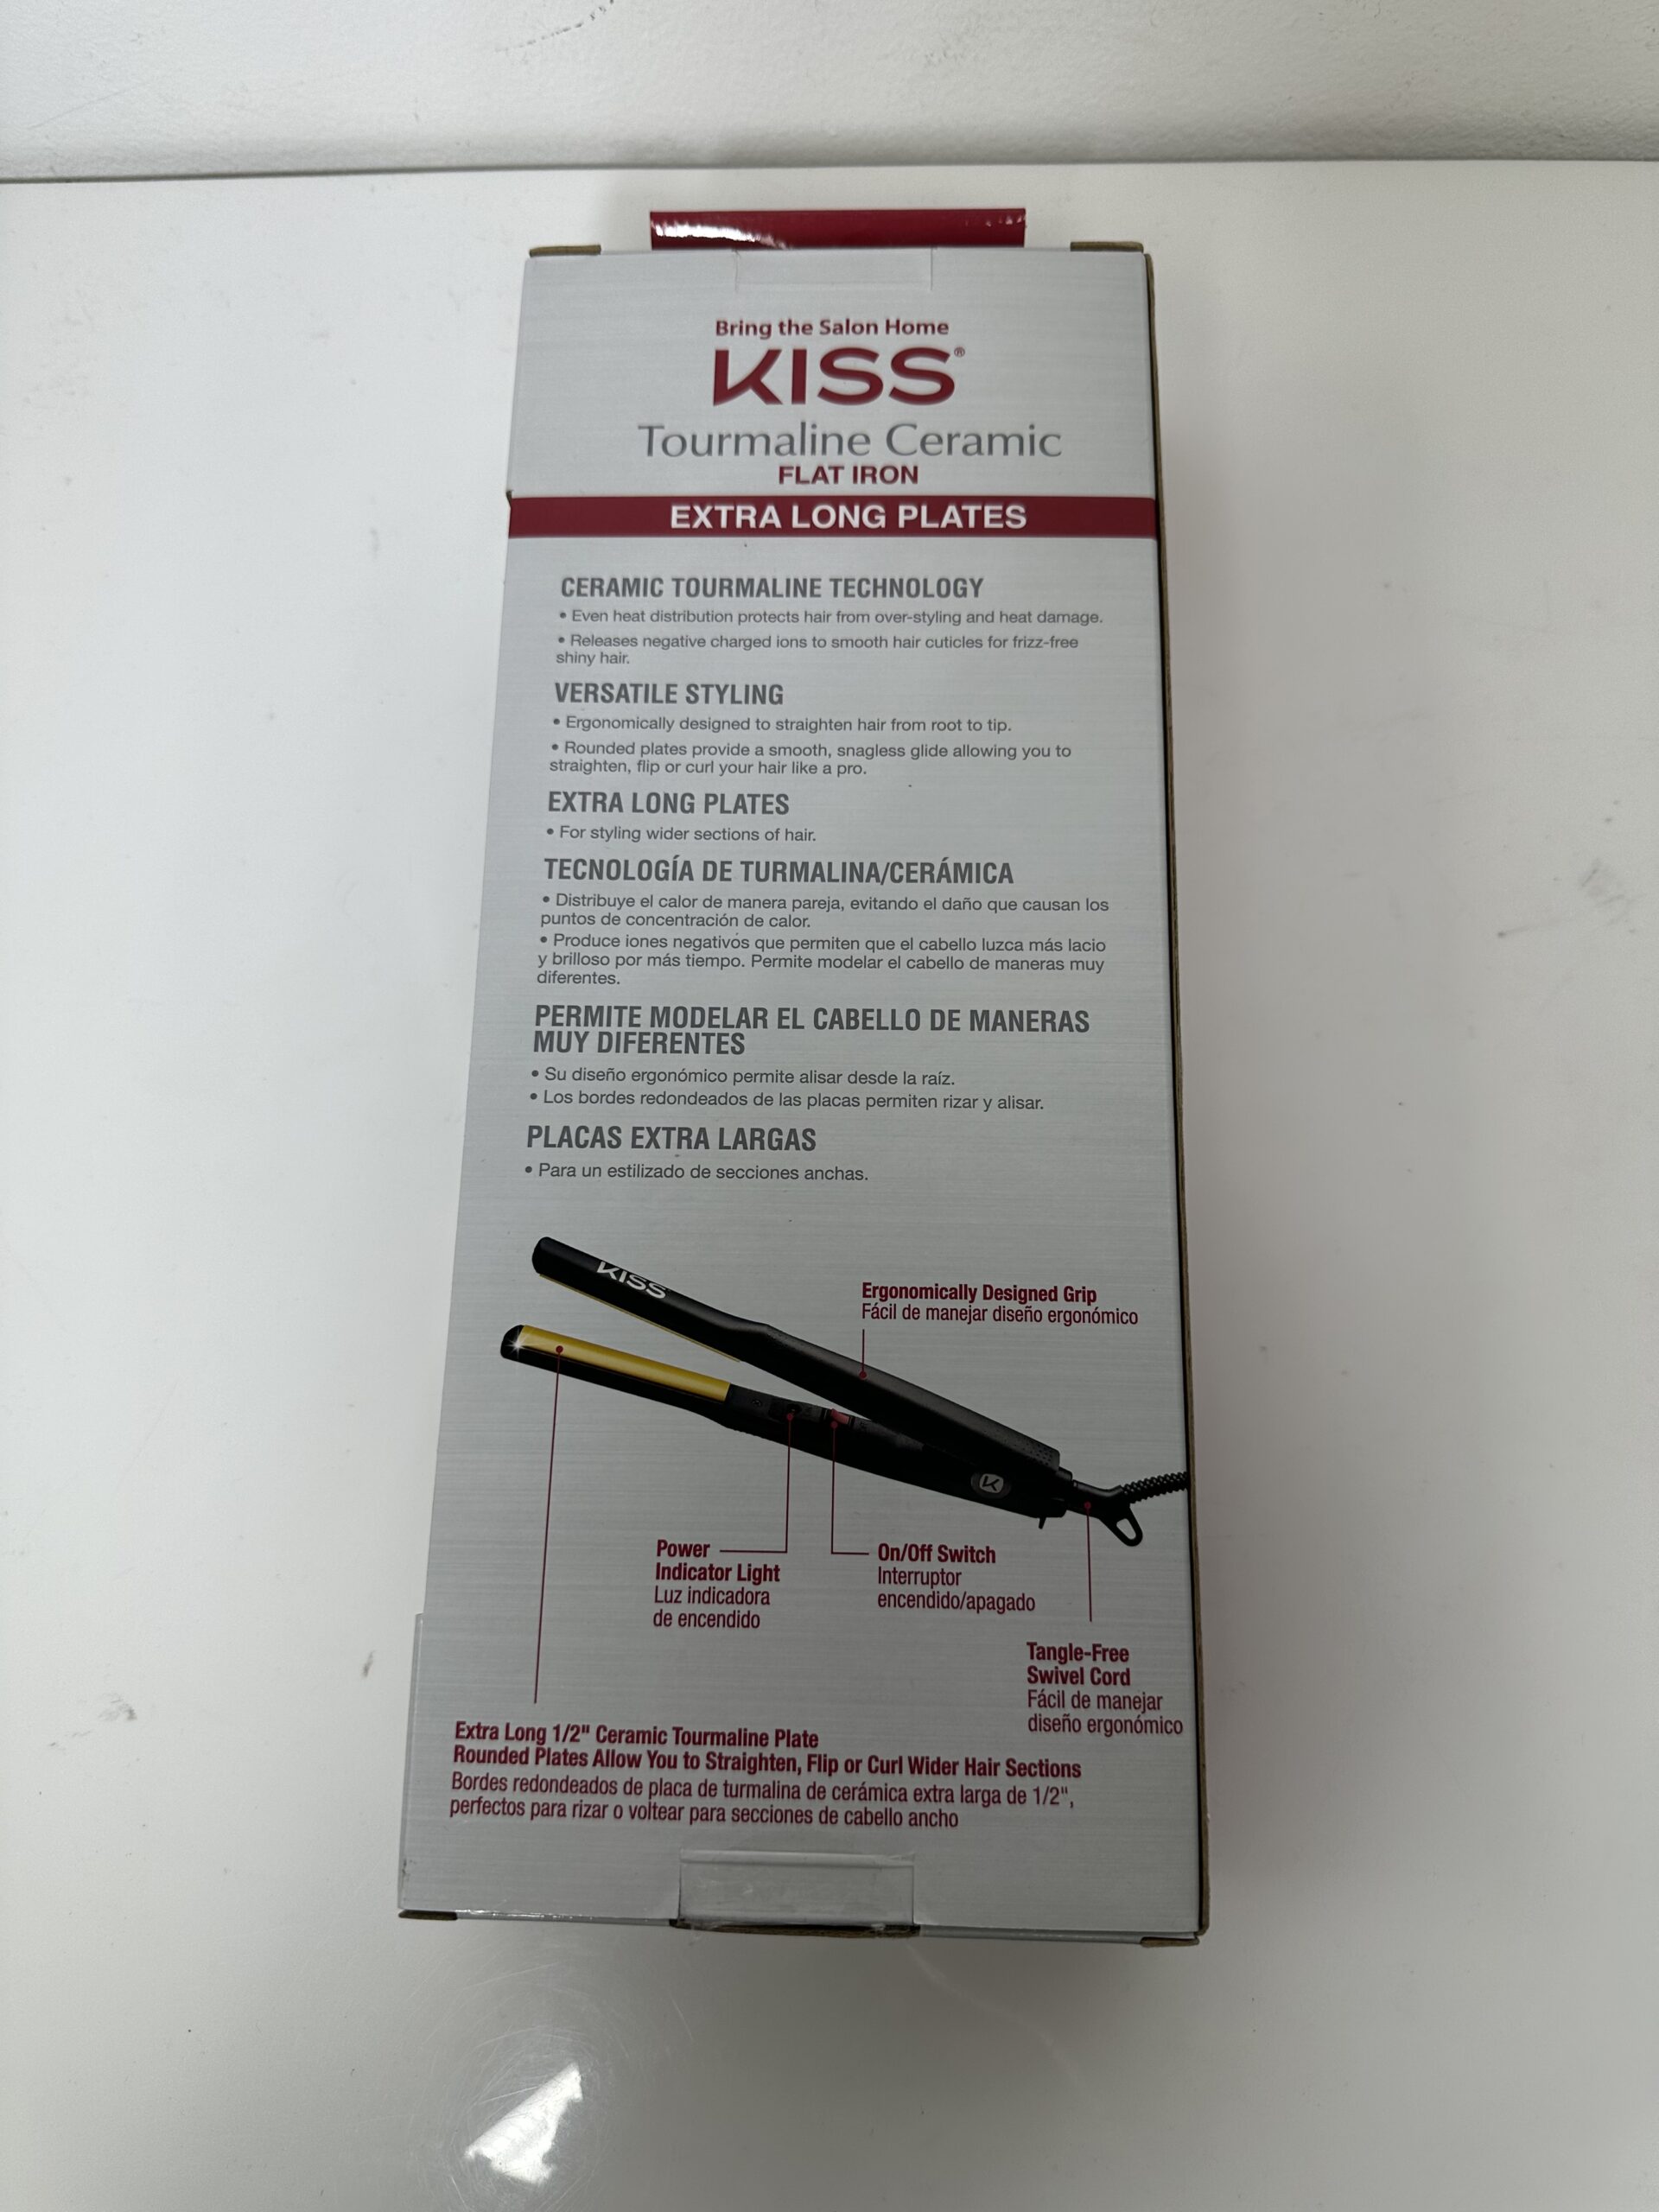 Bring the Salon Home
KISS®
Tourmaline Ceramic
FLAT IRON
EXTRA LONG PLATES
CERAMIC TOURMALINE TECHNOLOGY
• Even heat distribution protects hair from over-styling and heat damage.
• Releases negative charged ions to smooth hair cuticles for frizz-free
shiny hair.
VERSATILE STYLING
• Ergonomically designed to straighten hair from root to tip.
• Rounded plates provide a smooth, snagless glide allowing you to
straighten, flip or curl your hair like a pro.
EXTRA LONG PLATES
• For styling wider sections of hair.
TECNOLOGÍA DE TURMALINA/CERÁMICA
• Distribuye el calor de manera pareja, evitando el daño que causan los
puntos de concentración de calor.
• Produce iones negativos que permiten que el cabello luzca más lacio
y brilloso por más tiempo. Permite modelar el cabello de maneras muy
diferentes.
PERMITE MODELAR EL CABELLO DE MANERAS
MUY DIFERENTES
• Su diseño ergonómico permite alisar desde la raíz.
• Los bordes redondeados de las placas permiten rizar y alisar.
PLACAS EXTRA LARGAS
• Para un estilizado de secciones anchas.
KISS
Ergonomically Designed Grip
Fácil de manejar diseño ergonómico
K
Power
Indicator Light
Luz indicadora
de encendido
On/Off Switch
Interruptor
encendido/apagado
Tangle-Free
Swivel Cord
Fácil de manejar
diseño ergonómico
Extra Long 1/2" Ceramic Tourmaline Plate
Rounded Plates Allow You to Straighten, Flip or Curl Wider Hair Sections
Bordes redondeados de placa de turmalina de cerámica extra larga de 1/2",
perfectos para rizar o voltear para secciones de cabello ancho